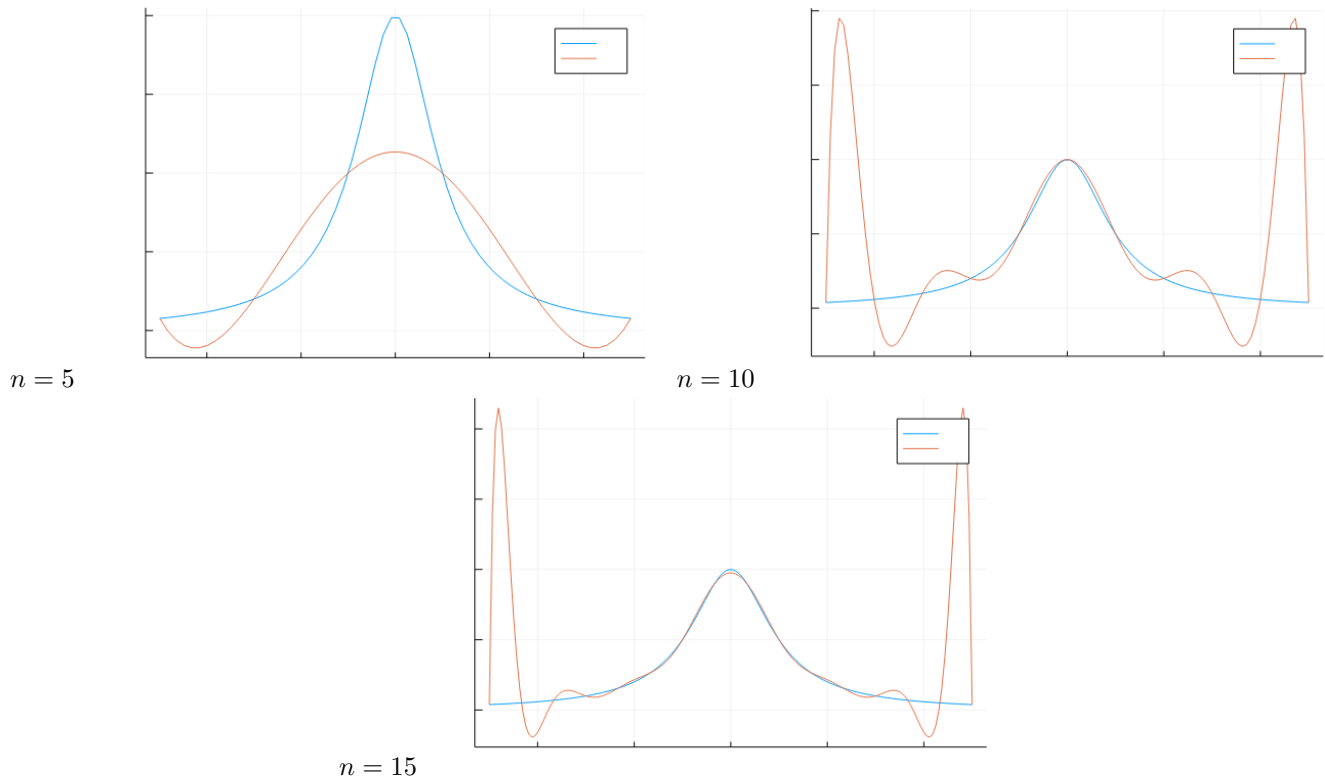 n = 5
n = 10
n = 15